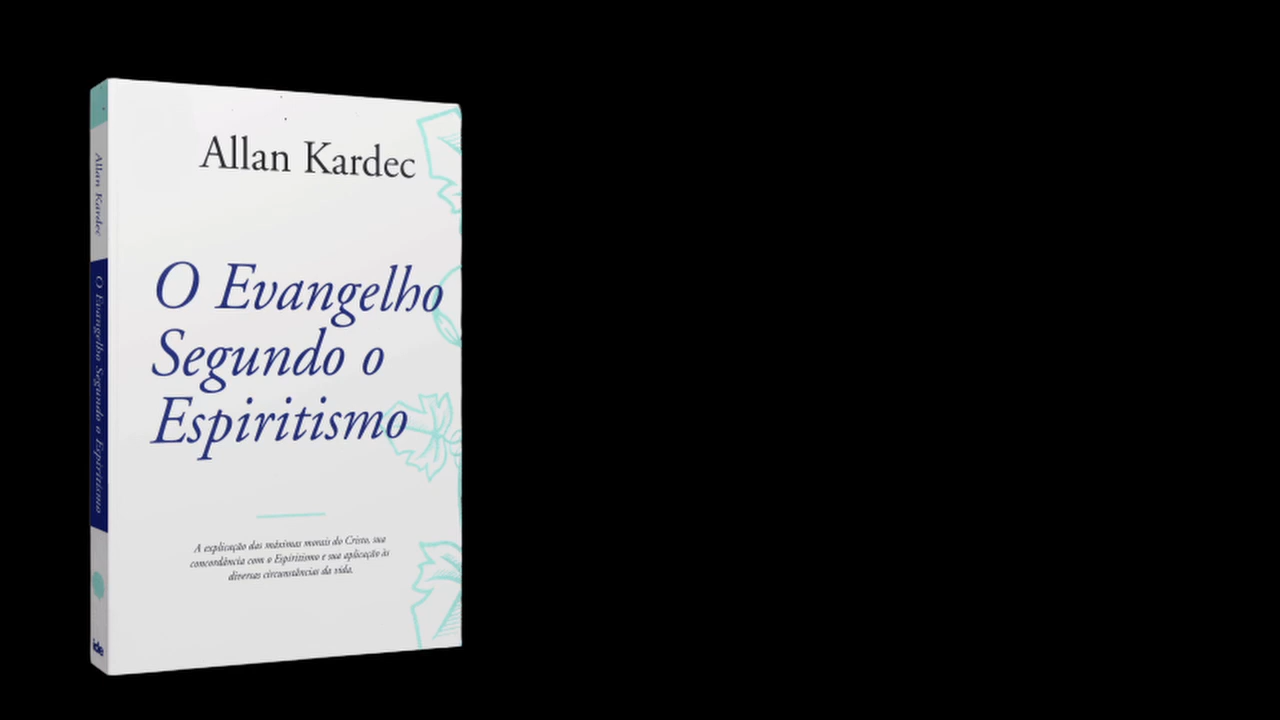 Allan Kardec
O Evangelho
Segundo o
Espiritismo
A explicação das máximas morais do Cristo, sua
concordância com o Espiritismo e sua aplicação às
diversas circunstâncias da vida.
Allan Kardec
O Evangelho Segundo o Espiritismo
ide